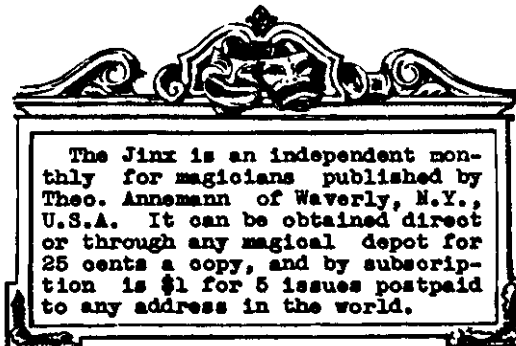 The Jinx is an independent mon-
thly for magicians published by
Theo. Annemann of Waverly, N.Y.,
U.S.A. It can be obtained direct
or through any magical depot for
25 cents a copy, and by subscrip-
tion is $1 for 5 issues postpaid
to any address in the world.